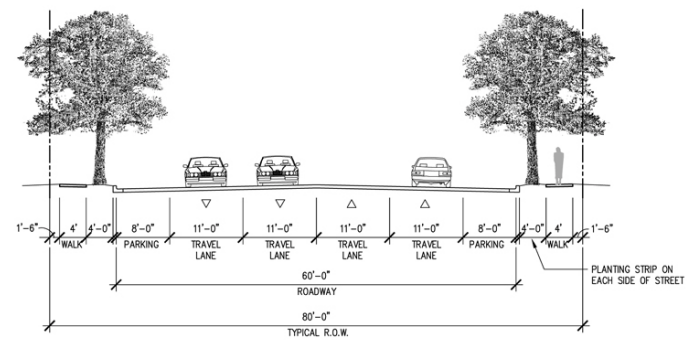 1'-6" 4' 4'-0" 8'-0" 11'-0" 11'-0" 11'-0" 11'-0" 8'-0" 4'-0" 4' 1'-6"
WALK PARKING TRAVEL LANE TRAVEL LANE TRAVEL LANE TRAVEL LANE PARKING WALK
PLANTING STRIP ON
EACH SIDE OF STREET
60'-0"
ROADWAY
80'-0"
TYPICAL R.O.W.